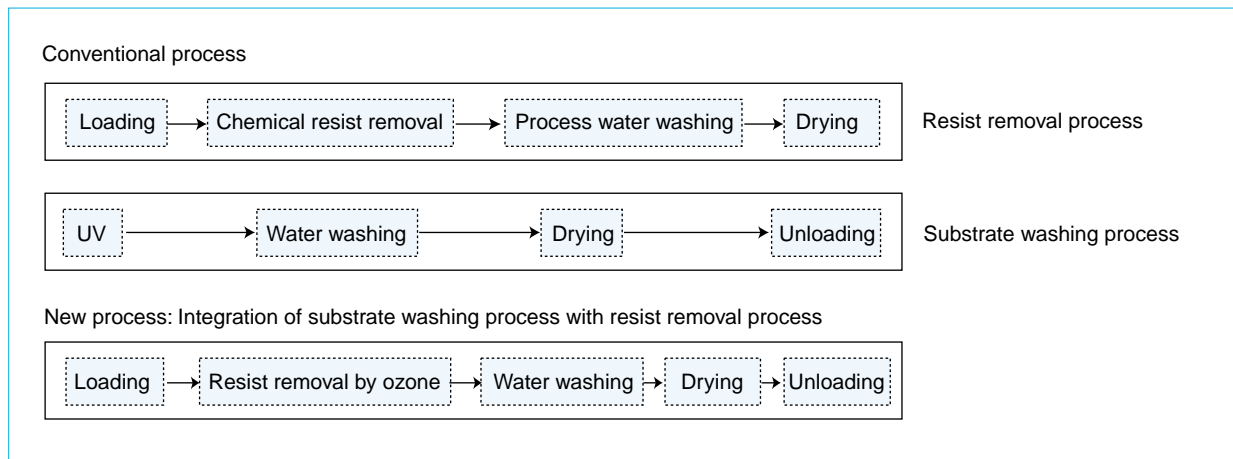 Conventional process
Loading Chemical resist removal Process water washing Drying Resist removal process
UV Water washing Drying Unloading Substrate washing process
New process: Integration of substrate washing process with resist removal process
Loading Resist removal by ozone Water washing Drying Unloading